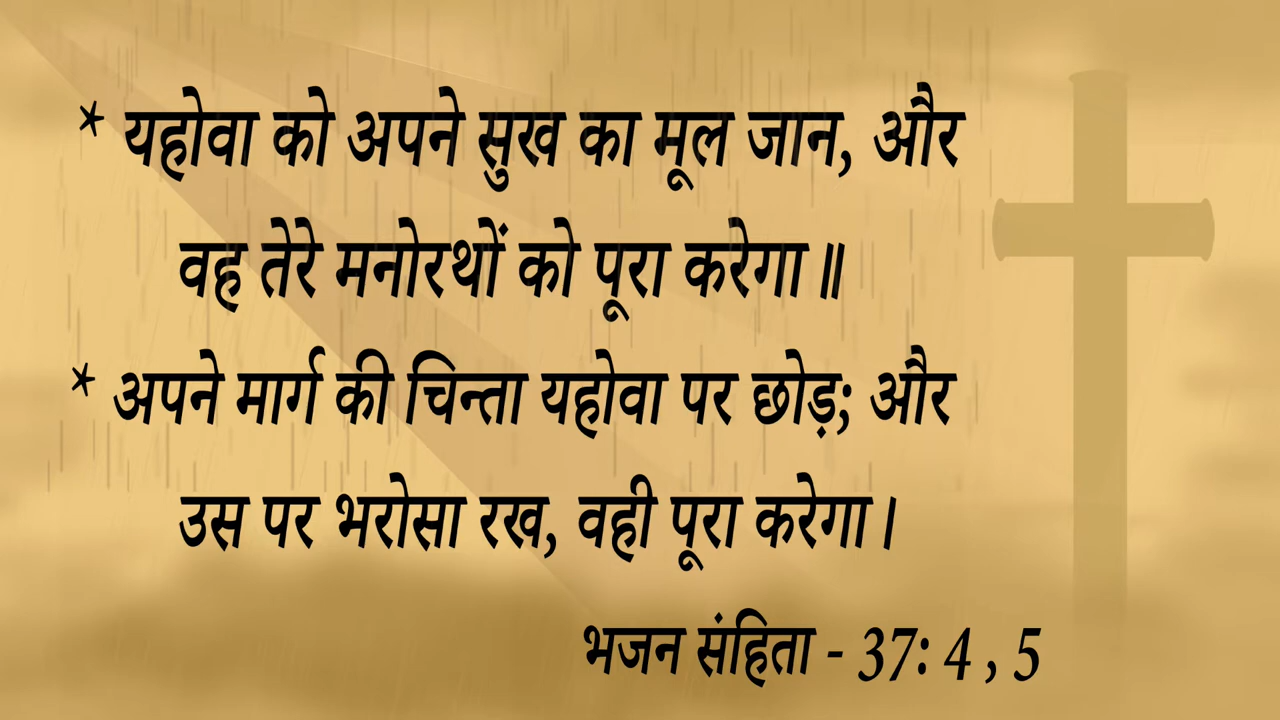 * यहोवा को अपने सुख का मूल जान, और
वह तेरे मनोरथों को पूरा करेगा॥
* अपने मार्ग की चिन्ता यहोवा पर छोड़; और
उस पर भरोसा रख, वही पूरा करेगा।
भजन संहिता - 37: 4 , 5